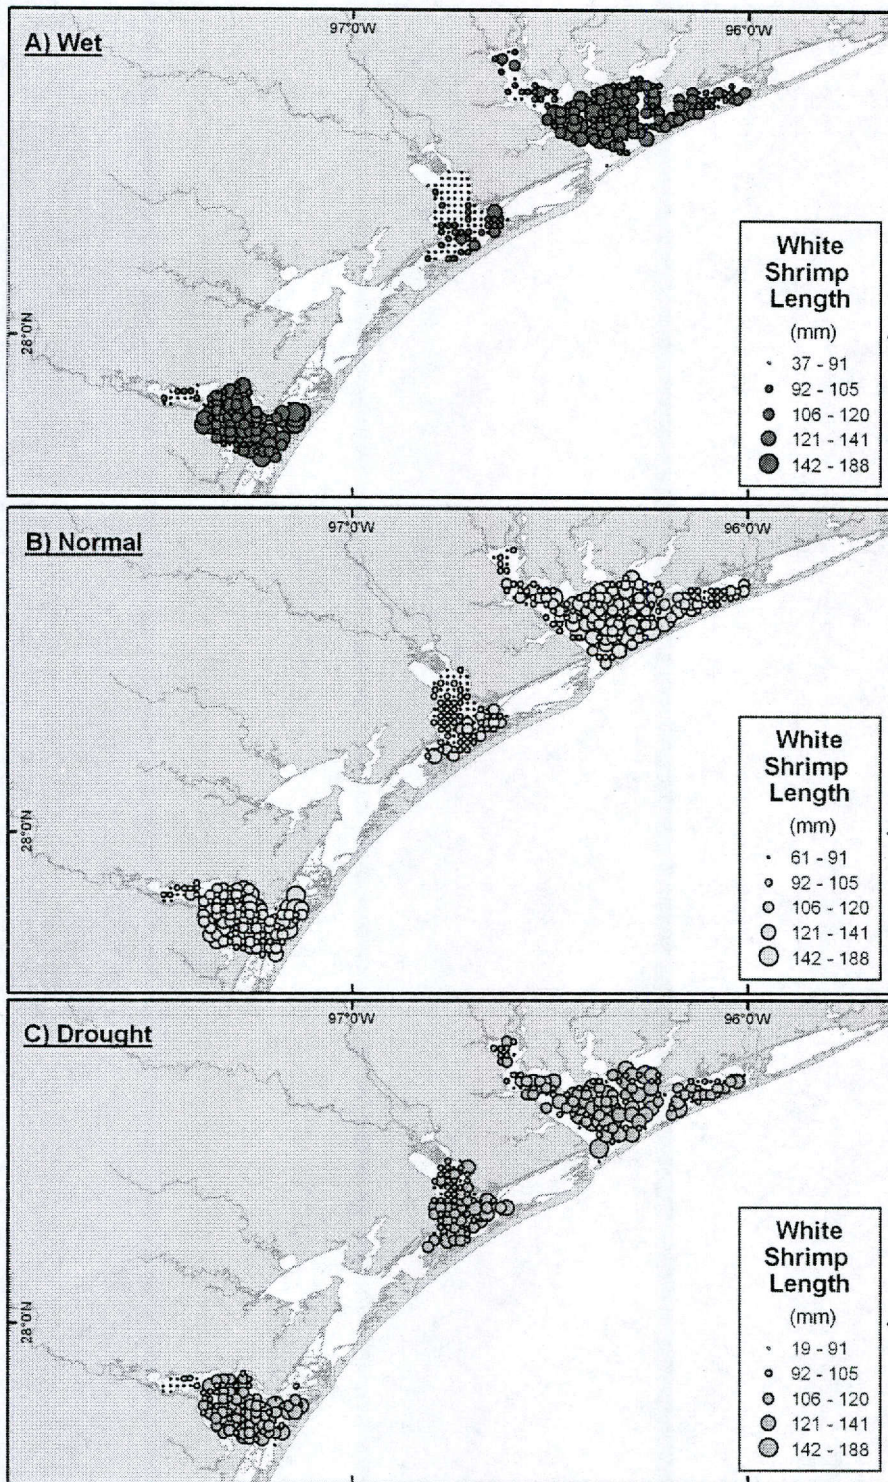 97°0'W 96°0'W
A) Wet
28°0'N
White
Shrimp
Length
(mm)
37 - 91
92 - 105
106 - 120
121 - 141
142 - 188
97°0'W 96°0'W
B) Normal
28°0'N
White
Shrimp
Length
(mm)
61 - 91
92 - 105
106 - 120
121 - 141
142 - 188
97°0'W 96°0'W
C) Drought
28°0'N
White
Shrimp
Length
(mm)
19 - 91
92 - 105
106 - 120
121 - 141
142 - 188